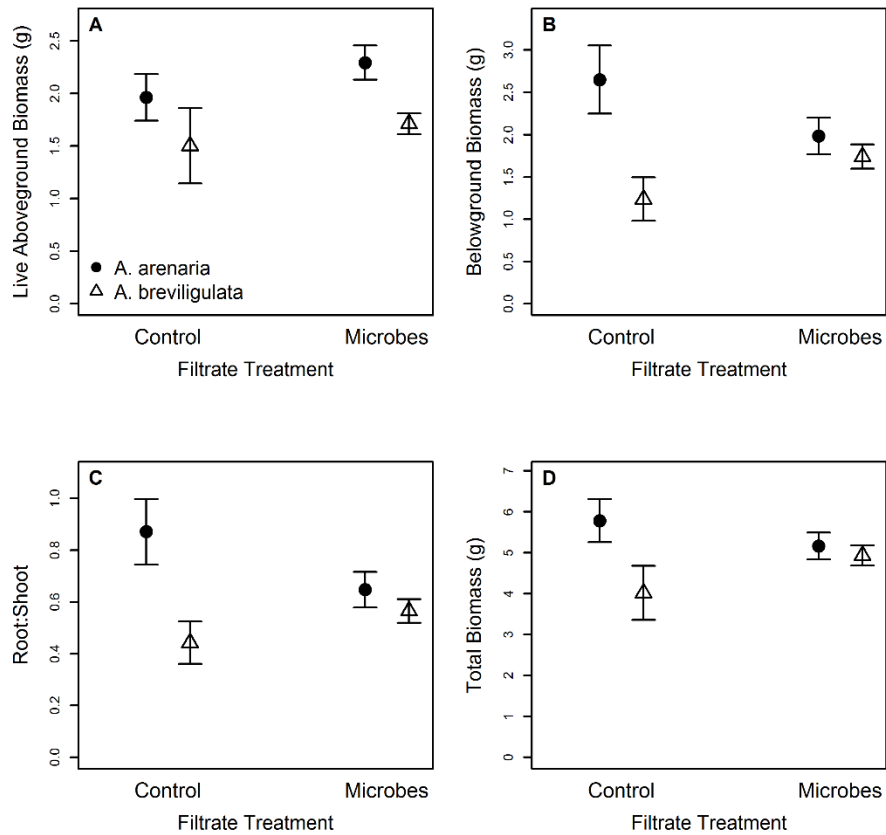 A
Live Aboveground Biomass (g)
0.0 0.5 1.0 1.5 2.0 2.5
A. arenaria
A. breviligulata
Control Microbes
Filtrate Treatment
B
Belowground Biomass (g)
0.0 0.5 1.0 1.5 2.0 2.5 3.0
Control Microbes
Filtrate Treatment
C
Root:Shoot
0.0 0.2 0.4 0.6 0.8 1.0
Control Microbes
Filtrate Treatment
D
Total Biomass (g)
0 1 2 3 4 5 6 7
Control Microbes
Filtrate Treatment